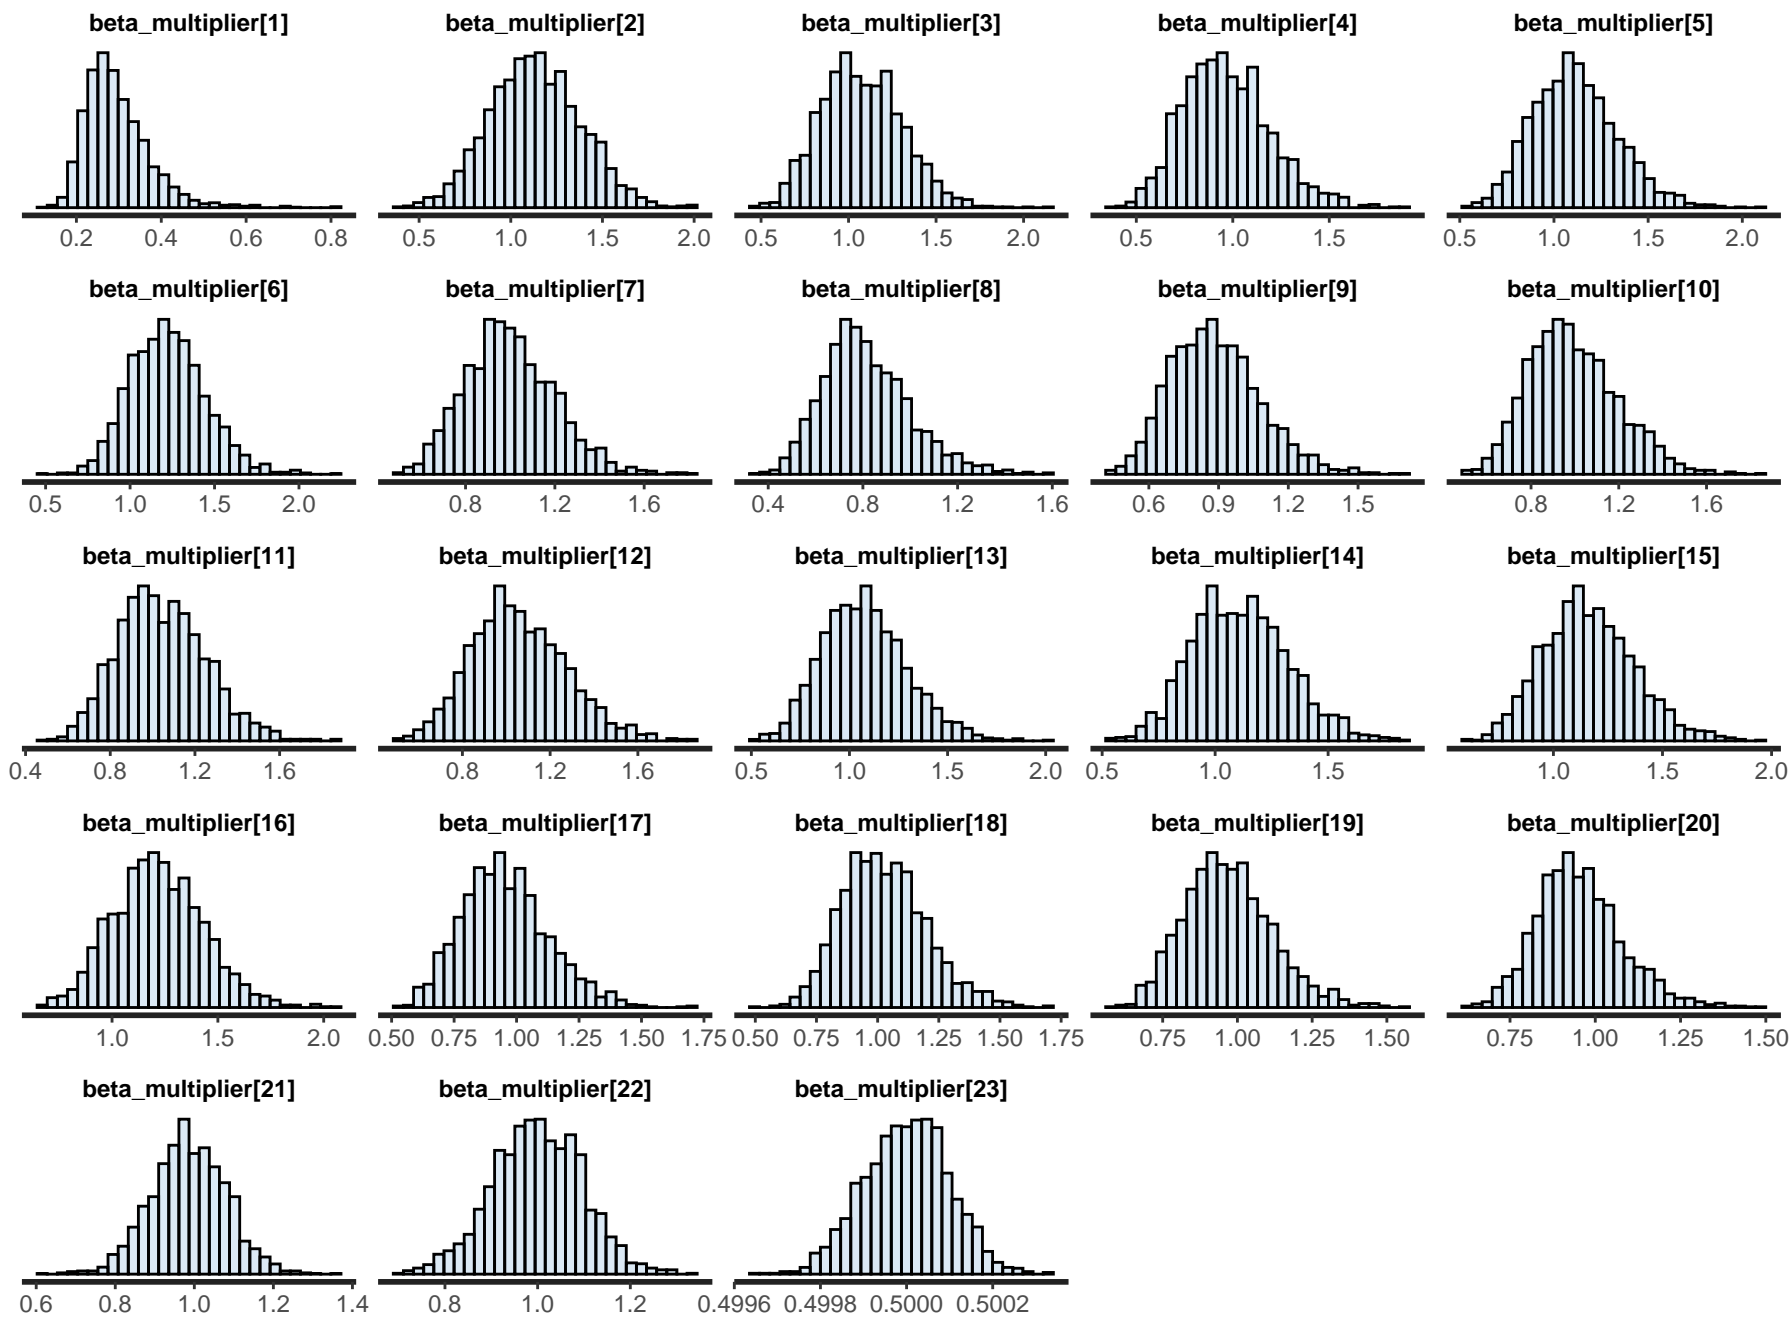 beta_multiplier[1] beta_multiplier[2] beta_multiplier[3] beta_multiplier[4] beta_multiplier[5]
0.2 0.4 0.6 0.8 0.5 1.0 1.5 2.0 0.5 1.0 1.5 2.0 0.5 1.0 1.5 0.5 1.0 1.5 2.0
beta_multiplier[6] beta_multiplier[7] beta_multiplier[8] beta_multiplier[9] beta_multiplier[10]
0.5 1.0 1.5 2.0 0.8 1.2 1.6 0.4 0.8 1.2 1.6 0.6 0.9 1.2 1.5 0.8 1.2 1.6
beta_multiplier[11] beta_multiplier[12] beta_multiplier[13] beta_multiplier[14] beta_multiplier[15]
0.4 0.8 1.2 1.6 0.8 1.2 1.6 0.5 1.0 1.5 2.0 0.5 1.0 1.5 1.0 1.5 2.0
beta_multiplier[16] beta_multiplier[17] beta_multiplier[18] beta_multiplier[19] beta_multiplier[20]
1.0 1.5 2.0 0.50 0.75 1.00 1.25 1.50 1.75 0.50 0.75 1.00 1.25 1.50 1.75 0.75 1.00 1.25 1.50 0.75 1.00 1.25 1.50
beta_multiplier[21] beta_multiplier[22] beta_multiplier[23]
0.6 0.8 1.0 1.2 1.4 0.8 1.0 1.2 0.4996 0.4998 0.5000 0.5002